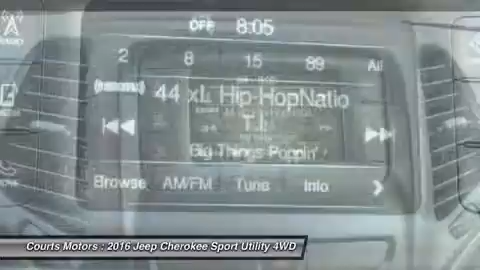 OFF 8:05
2 8 15 89 All
44 xL Hip-HopNatio
T.I.
Big Things Poppin'
Browse AM/FM Tune Info
RADIO
Courts Motors : 2016 Jeep Cherokee Sport Utility 4WD